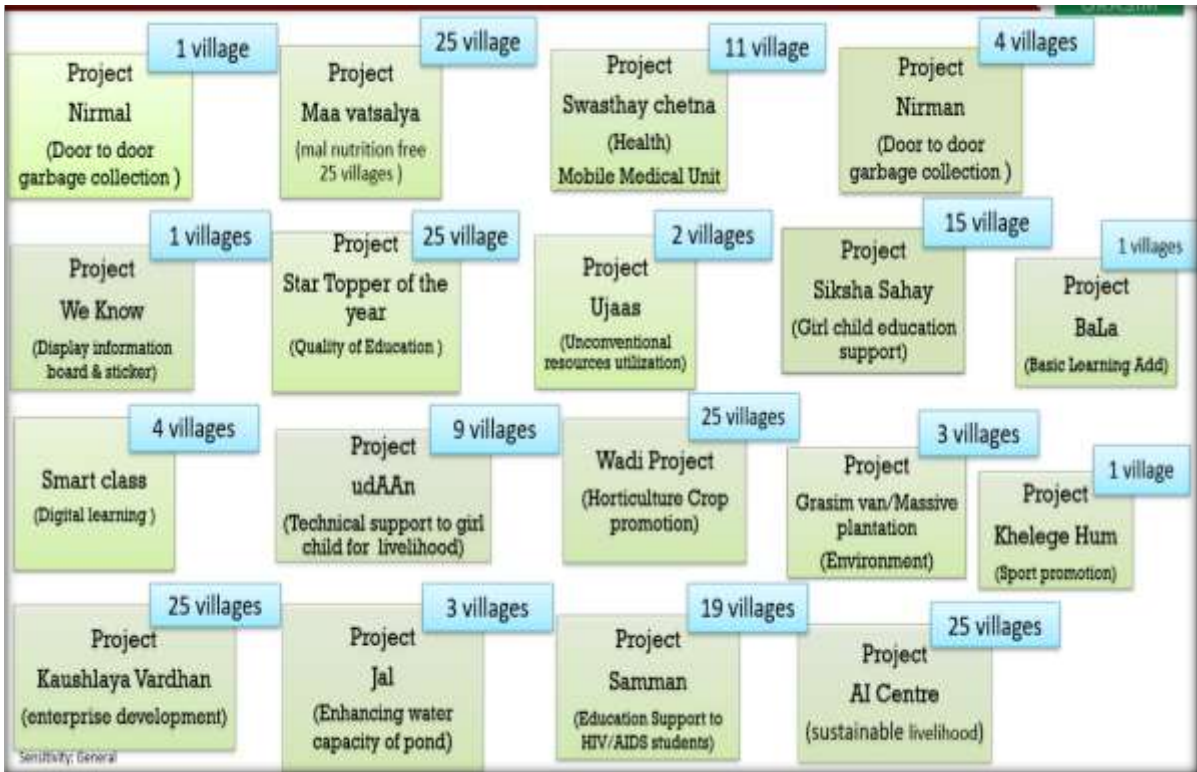 GRASIM
1 village
Project
Nirmal
(Door to door
garbage collection )
25 village
Project
Maa vatsalya
(mal nutrition free
25 villages )
11 village
Project
Swasthay chetna
(Health)
Mobile Medical Unit
4 villages
Project
Nirman
(Door to door
garbage collection )
1 villages
Project
We Know
(Display information
board & sticker)
25 village
Project
Star Topper of the
year
(Quality of Education )
2 villages
Project
Ujaas
(Unconventional
resources utilization)
15 village
Project
Siksha Sahay
(Girl child education
support)
1 villages
Project
BaLa
(Basic Learning Add)
4 villages
Smart class
(Digital learning )
9 villages
Project
udAAn
(Technical support to girl
child for livelihood)
25 villages
Wadi Project
(Horticulture Crop
promotion)
3 villages
Project
Grasim van/Massive
plantation
(Environment)
1 village
Project
Khelege Hum
(Sport promotion)
25 villages
Project
Kaushlaya Vardhan
(enterprise development)
3 villages
Project
Jal
(Enhancing water
capacity of pond)
19 villages
Project
Samman
(Education Support to
HIV/AIDS students)
25 villages
Project
AI Centre
(sustainable livelihood)
Sensitivity: General